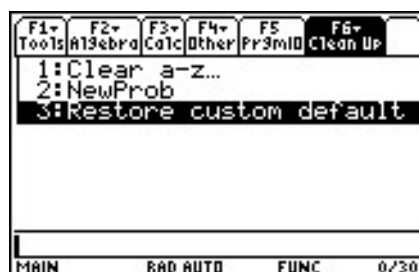 F1▾ F2▾ F3▾ F4▾ F5 F6▾
Tools Algebra Calc Other PrgmIO Clean Up
1:Clear a-z…
2:NewProb
3:Restore custom default
MAIN RAD AUTO FUNC 0/30